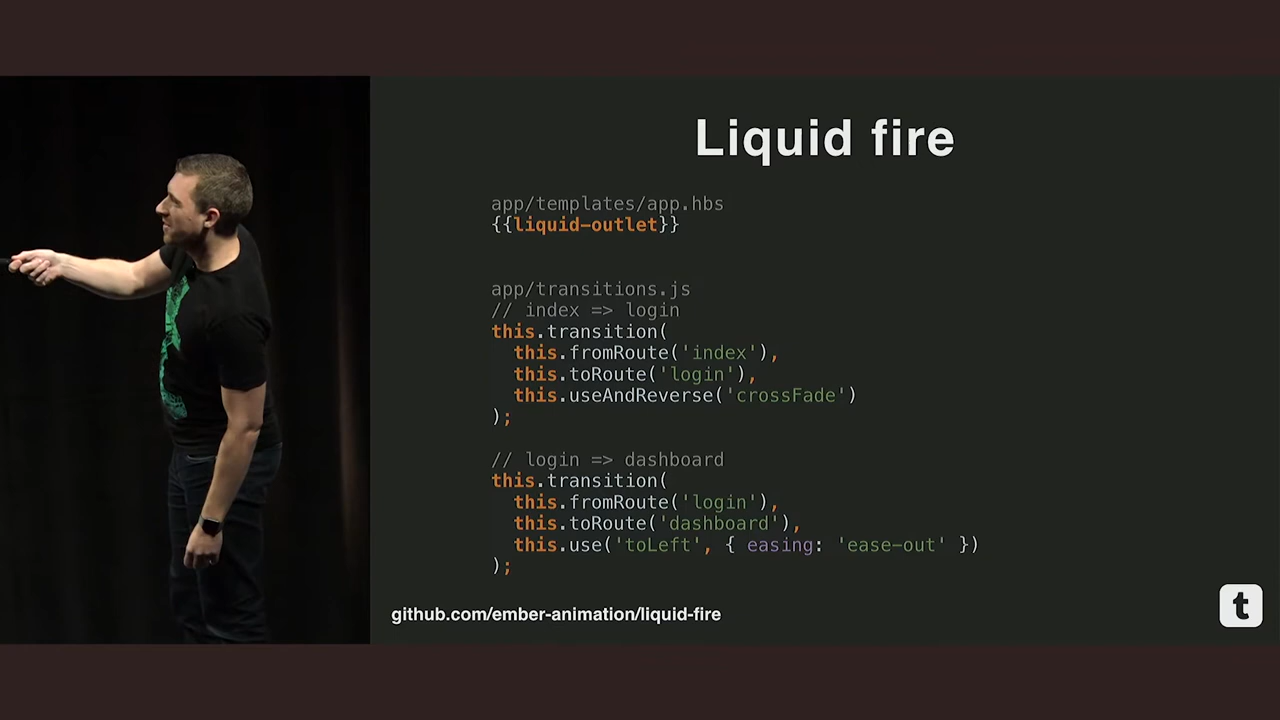 Liquid fire
app/templates/app.hbs
{{liquid-outlet}}
app/transitions.js
// index => login
this.transition(
  this.fromRoute('index'),
  this.toRoute('login'),
  this.useAndReverse('crossFade')
);
// login => dashboard
this.transition(
  this.fromRoute('login'),
  this.toRoute('dashboard'),
  this.use('toLeft', { easing: 'ease-out' })
);
github.com/ember-animation/liquid-fire
t